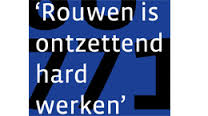 ‘Rouwen is
ontzettend
hard
werken’